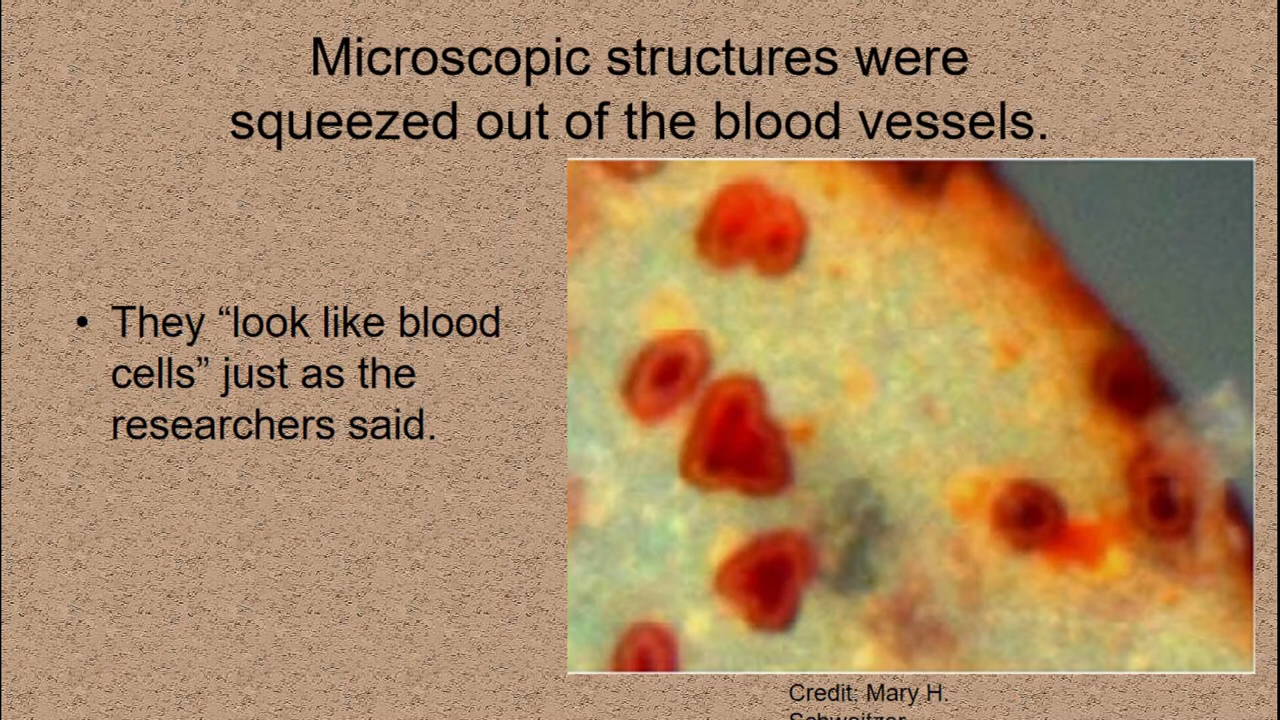 Microscopic structures were
squeezed out of the blood vessels.
• They “look like blood
cells” just as the
researchers said.
Credit: Mary H.
Schweitzer